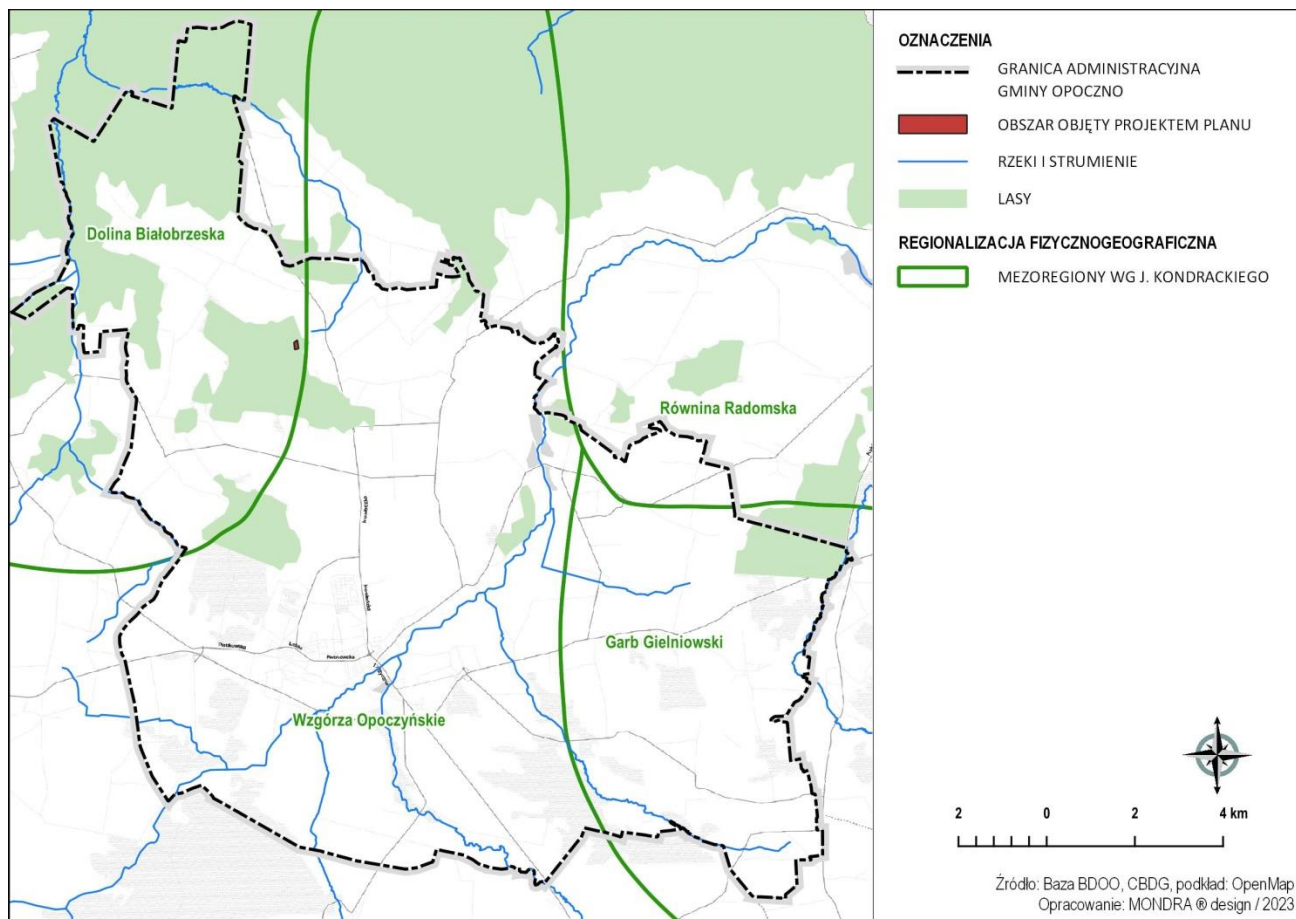 Dolina Białobrzeska
Równina Radomska
Garb Gielniowski
Wzgórza Opoczyńskie
OZNACZENIA
GRANICA ADMINISTRACYJNA
GMINY OPOCZNO
OBSZAR OBJĘTY PROJEKTEM PLANU
RZEKI I STRUMIENIE
LASY
REGIONALIZACJA FIZYCZNOGEOGRAFICZNA
MEZOREGIONY WG J. KONDRACKIEGO
2 0 2 4 km
Źródło: Baza BDOO, CBDG, podkład: OpenMap
Opracowanie: MONDRA ® design / 2023